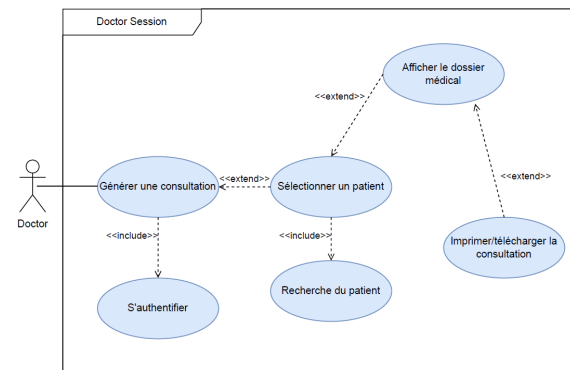 Doctor Session
Afficher le dossier
médical
<<extend>>
<<extend>>
Générer une consultation
<<extend>>
Sélectionner un patient
Doctor
<<include>>
<<include>>
Imprimer/télécharger la
consultation
S'authentifier
Recherche du patient